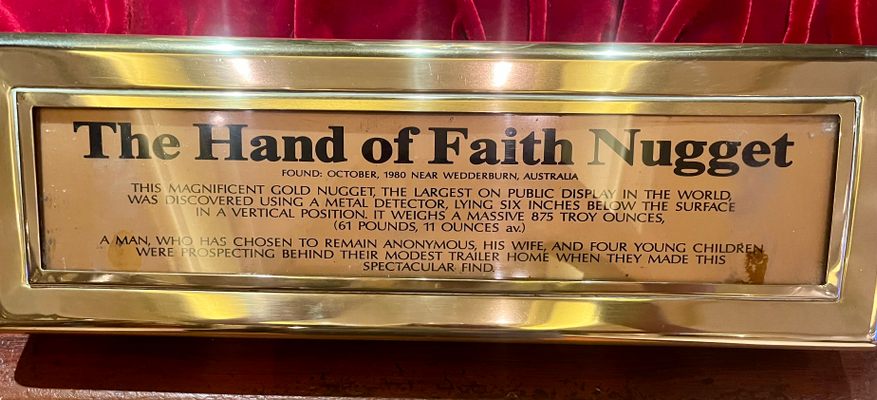 The Hand of Faith Nugget
FOUND: OCTOBER, 1980 NEAR WEDDERBURN, AUSTRALIA
THIS MAGNIFICENT GOLD NUGGET, THE LARGEST ON PUBLIC DISPLAY IN THE WORLD,
WAS DISCOVERED USING A METAL DETECTOR, LYING SIX INCHES BELOW THE SURFACE
IN A VERTICAL POSITION. IT WEIGHS A MASSIVE 875 TROY OUNCES,
(61 POUNDS, 11 OUNCES av.)
A MAN, WHO HAS CHOSEN TO REMAIN ANONYMOUS, HIS WIFE, AND FOUR YOUNG CHILDREN
WERE PROSPECTING BEHIND THEIR MODEST TRAILER HOME WHEN THEY MADE THIS
SPECTACULAR FIND.